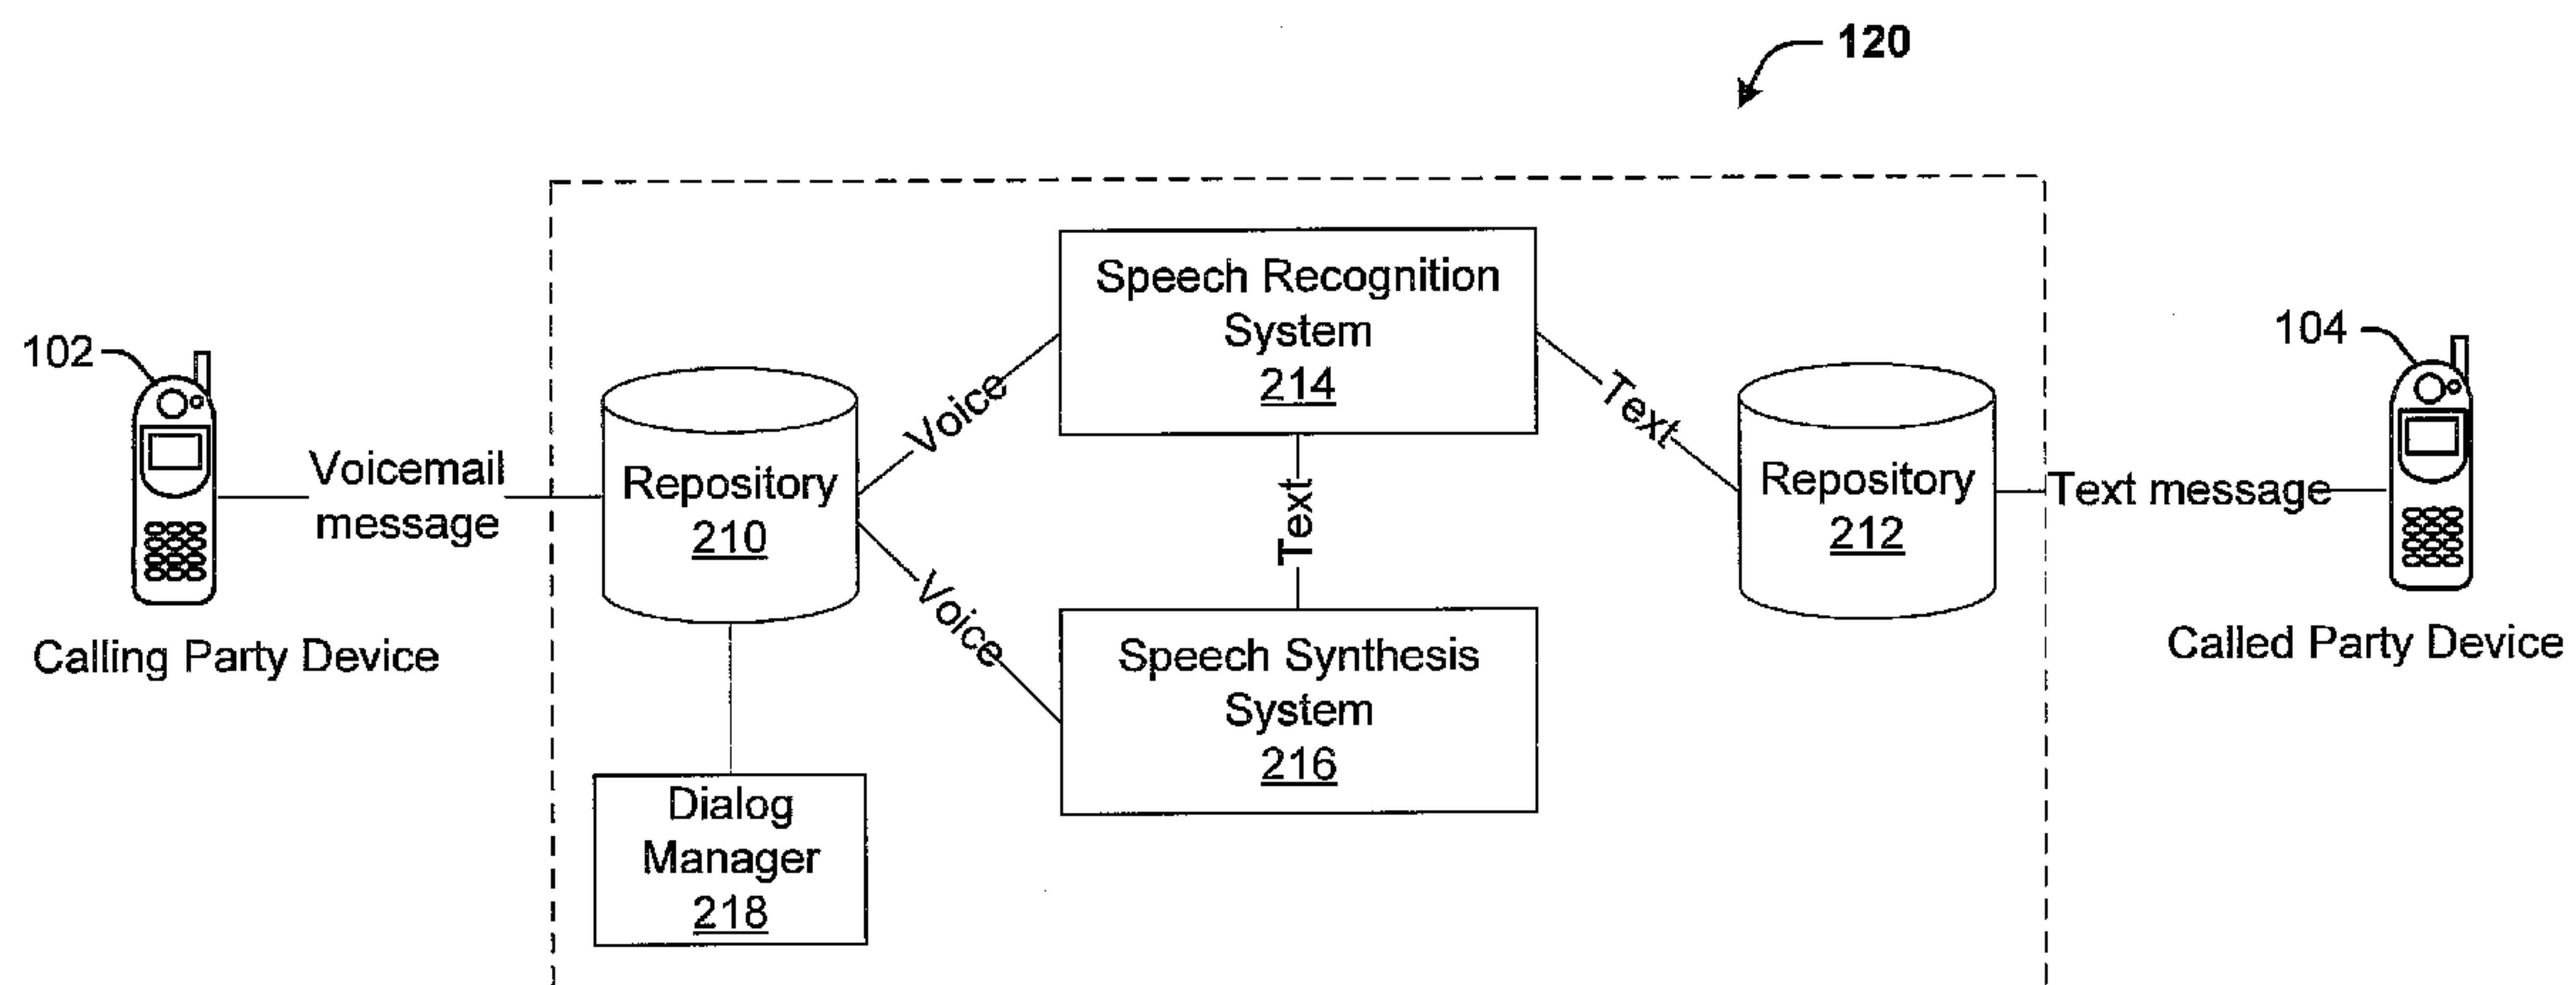 120
102
Calling Party Device
Voicemail
message
Repository
210
Voice
Voice
Speech Recognition
System
214
Text
Speech Synthesis
System
216
Dialog
Manager
218
Text
Repository
212
Text message
104
Called Party Device